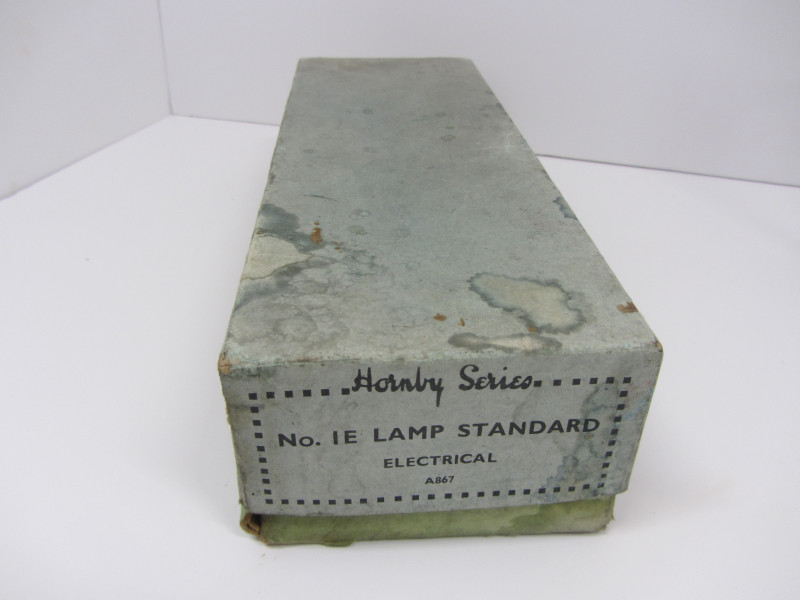 Hornby Series
No. 1E LAMP STANDARD
ELECTRICAL
A867